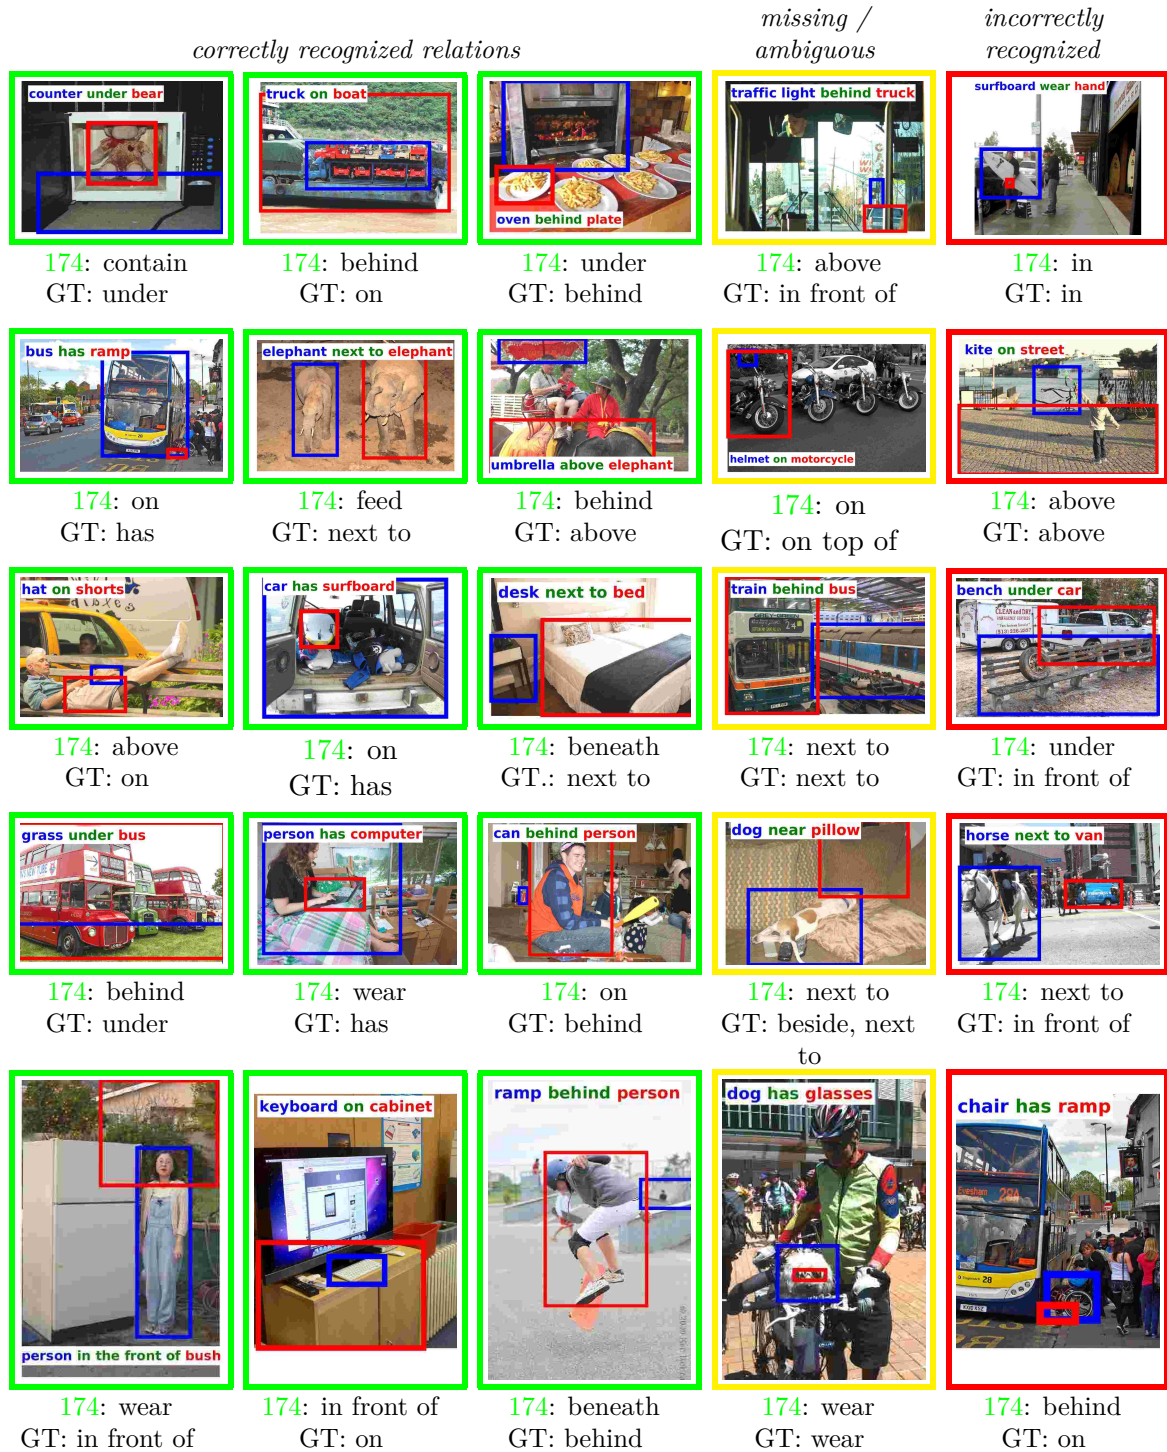 correctly recognized relations
missing /
ambiguous
incorrectly
recognized
counter under bear
truck on boat
oven behind plate
traffic light behind truck
surfboard wear hand
174: contain
GT: under
174: behind
GT: on
174: under
GT: behind
174: above
GT: in front of
174: in
GT: in
bus has ramp
elephant next to elephant
umbrella above elephant
helmet on motorcycle
kite on street
174: on
GT: has
174: feed
GT: next to
174: behind
GT: above
174: on
GT: on top of
174: above
GT: above
hat on shorts
car has surfboard
desk next to bed
train behind bus
bench under car
174: above
GT: on
174: on
GT: has
174: beneath
GT.: next to
174: next to
GT: next to
174: under
GT: in front of
grass under bus
person has computer
can behind person
dog near pillow
horse next to van
174: behind
GT: under
174: wear
GT: has
174: on
GT: behind
174: next to
GT: beside, next
to
174: next to
GT: in front of
person in the front of bush
keyboard on cabinet
ramp behind person
dog has glasses
chair has ramp
28
174: wear
GT: in front of
174: in front of
GT: on
174: beneath
GT: behind
174: wear
GT: wear
174: behind
GT: on